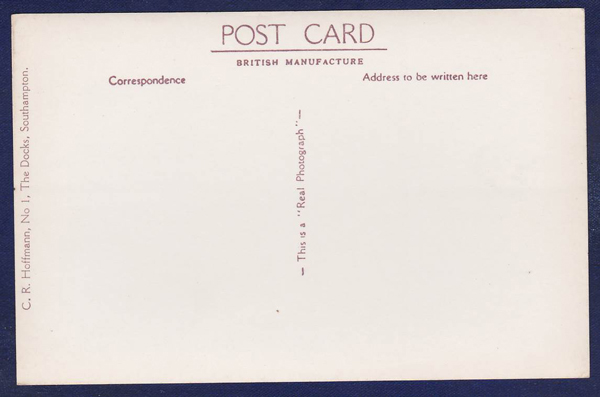 POST CARD
BRITISH MANUFACTURE
Correspondence
Address to be written here
— This is a "Real Photograph" —
C. R. Hoffmann, No 1, The Docks, Southampton.